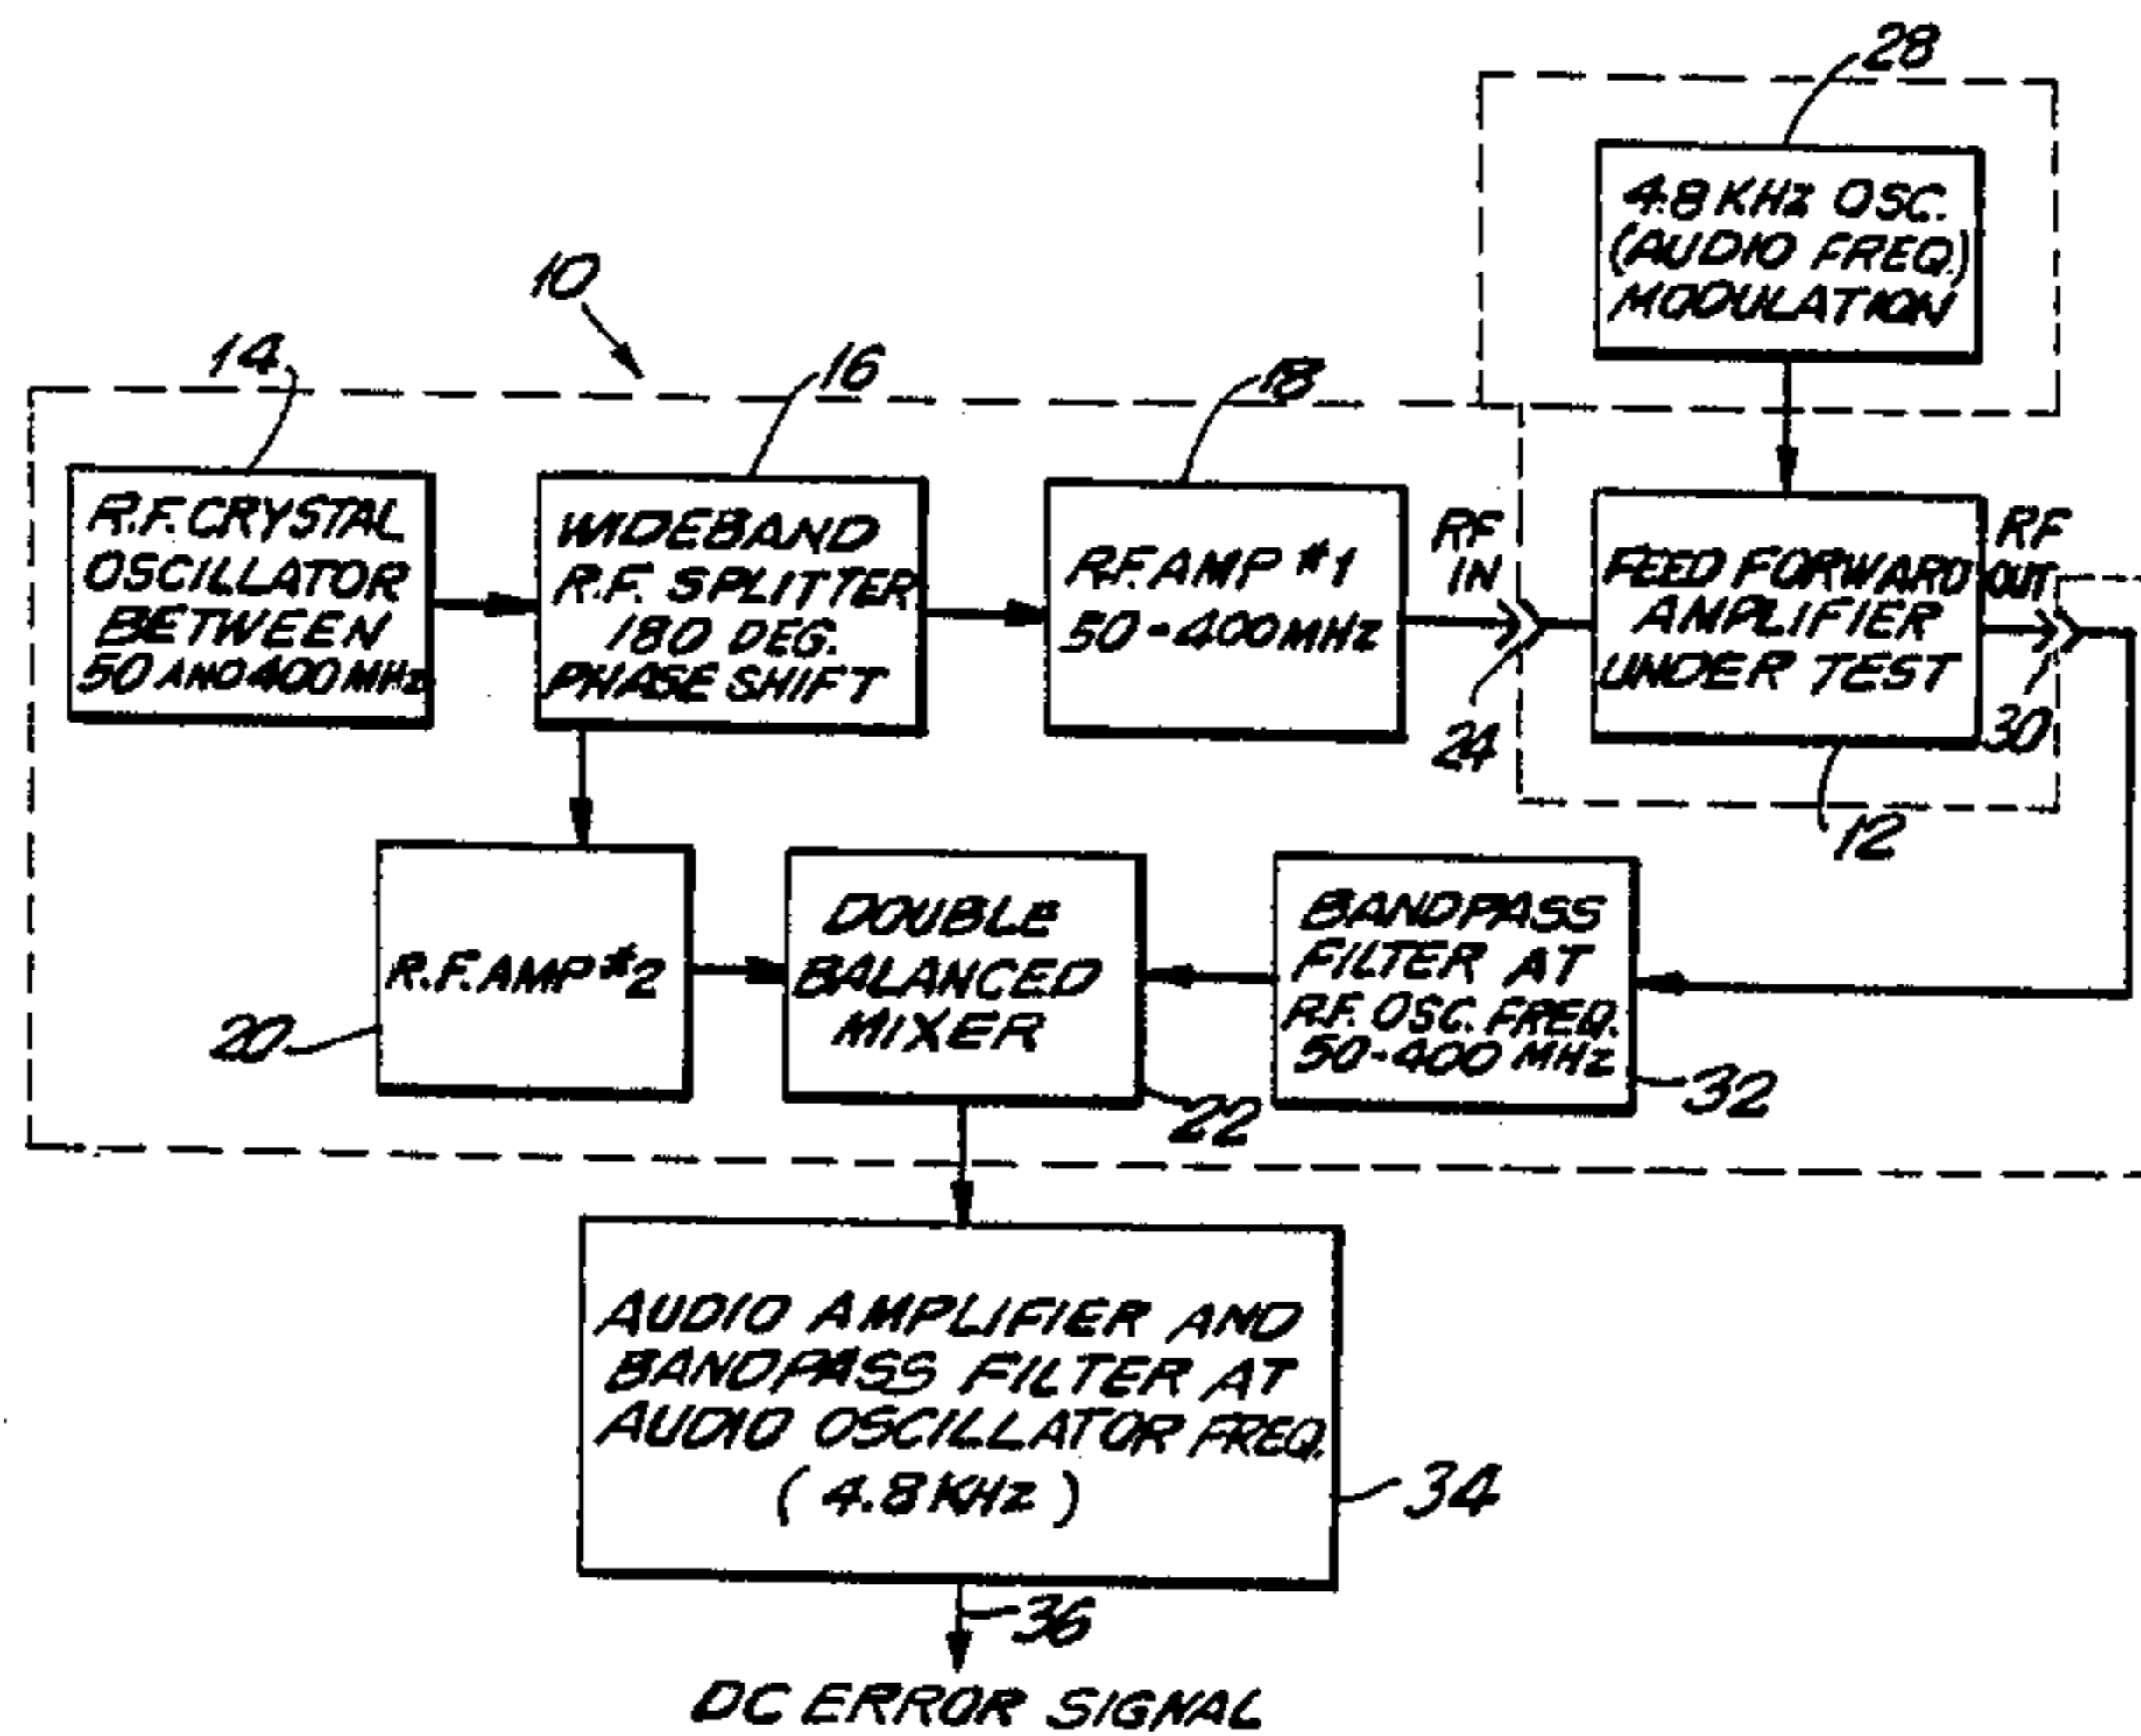 28
4.8 KHz OSC.
(AUDIO FREQ.)
MODULATION
10
14
16
18
R.F. CRYSTAL
OSCILLATOR
BETWEEN
50 AND 400 MHz
WIDEBAND
R.F. SPLITTER
180 DEG.
PHASE SHIFT
R.F. AMP #1
50-400 MHz
RF
IN
24
FEED FORWARD
AMPLIFIER
UNDER TEST
RF
OUT
30
12
R.F. AMP #2
20
DOUBLE
BALANCED
MIXER
22
BANDPASS
FILTER AT
R.F. OSC. FREQ.
50-400 MHz
32
AUDIO AMPLIFIER AND
BANDPASS FILTER AT
AUDIO OSCILLATOR FREQ.
(4.8 KHz)
34
36
DC ERROR SIGNAL